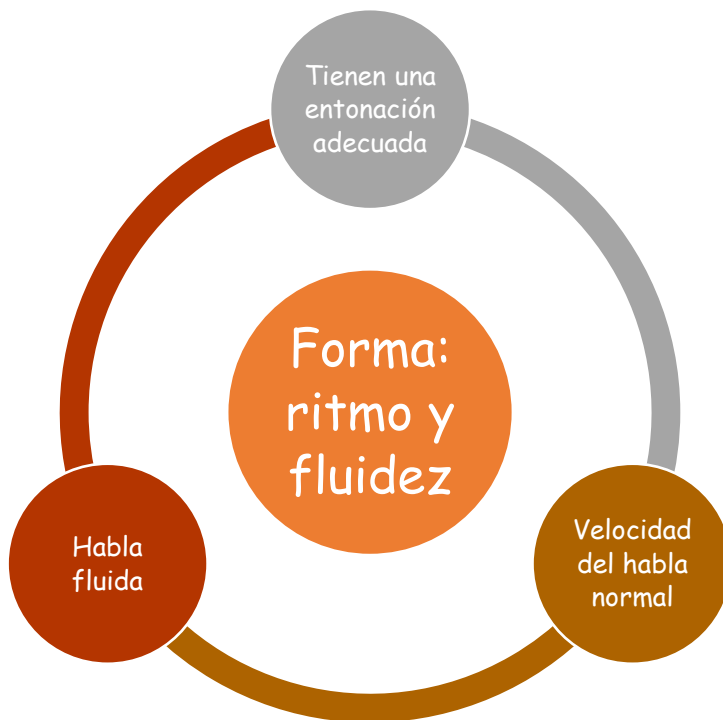 Tienen una
entonación
adecuada
Forma:
ritmo y
fluidez
Habla
fluida
Velocidad
del habla
normal